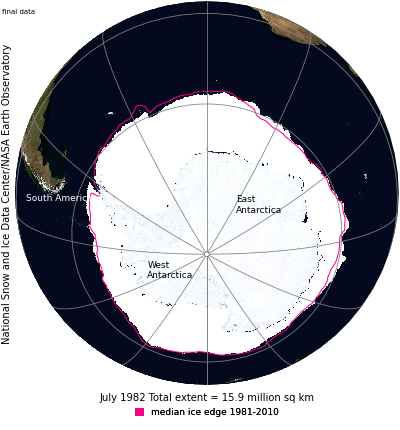 final data
National Snow and Ice Data Center/NASA Earth Observatory
South America
East
Antarctica
West
Antarctica
July 1982 Total extent = 15.9 million sq km
median ice edge 1981-2010